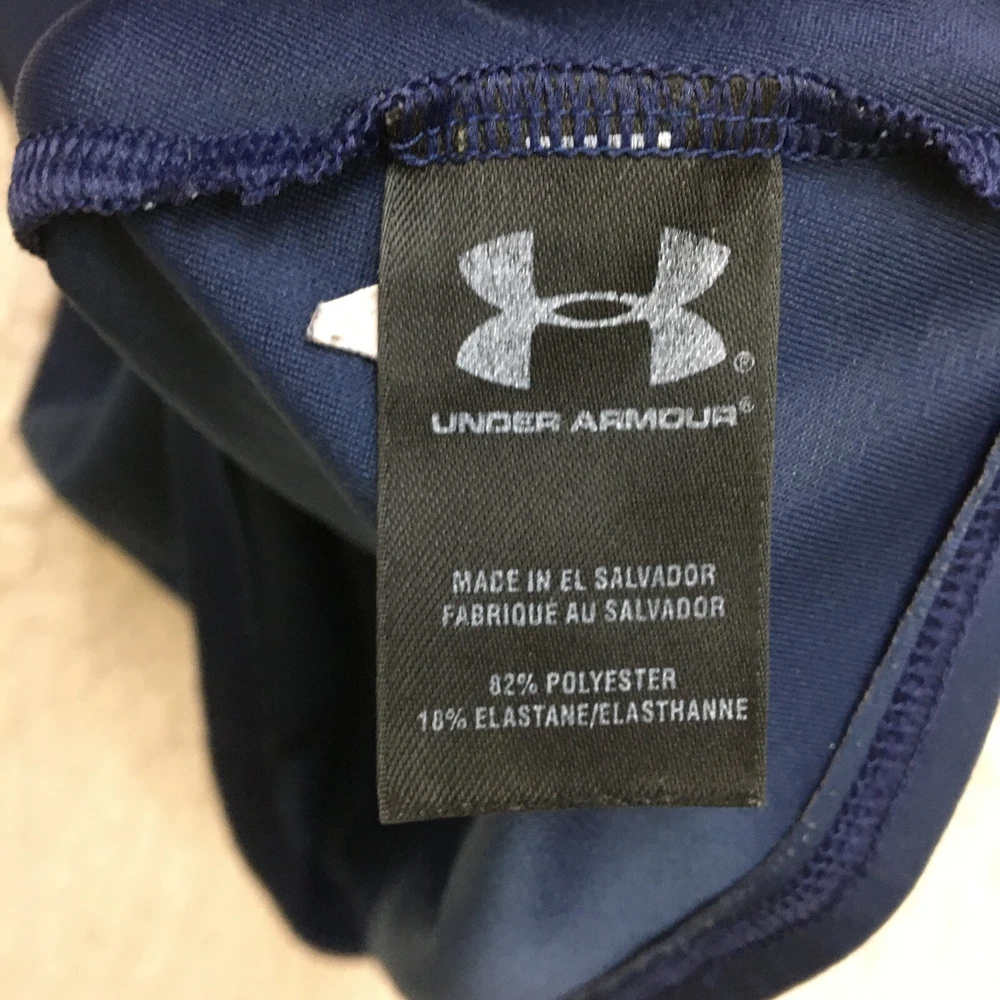 ®
UNDER ARMOUR®
MADE IN EL SALVADOR
FABRIQUÉ AU SALVADOR
82% POLYESTER
18% ELASTANE/ELASTHANNE